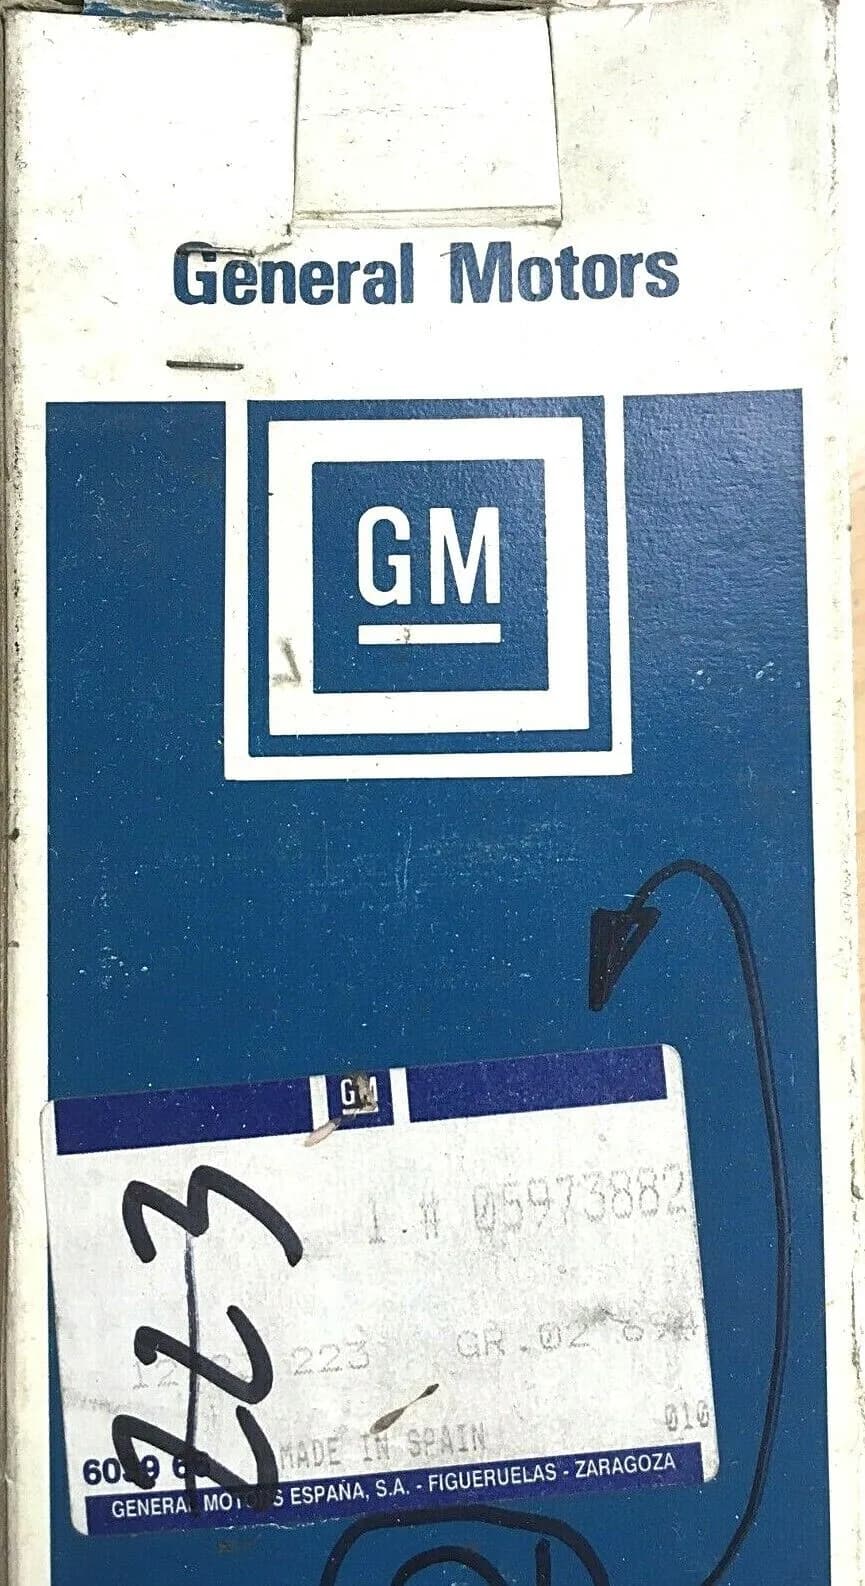 General Motors
GM
GM
1 # 05973882
223 GR.02
223
010
MADE IN SPAIN
GENERAL MOTORS ESPAÑA, S.A. - FIGUERUELAS - ZARAGOZA